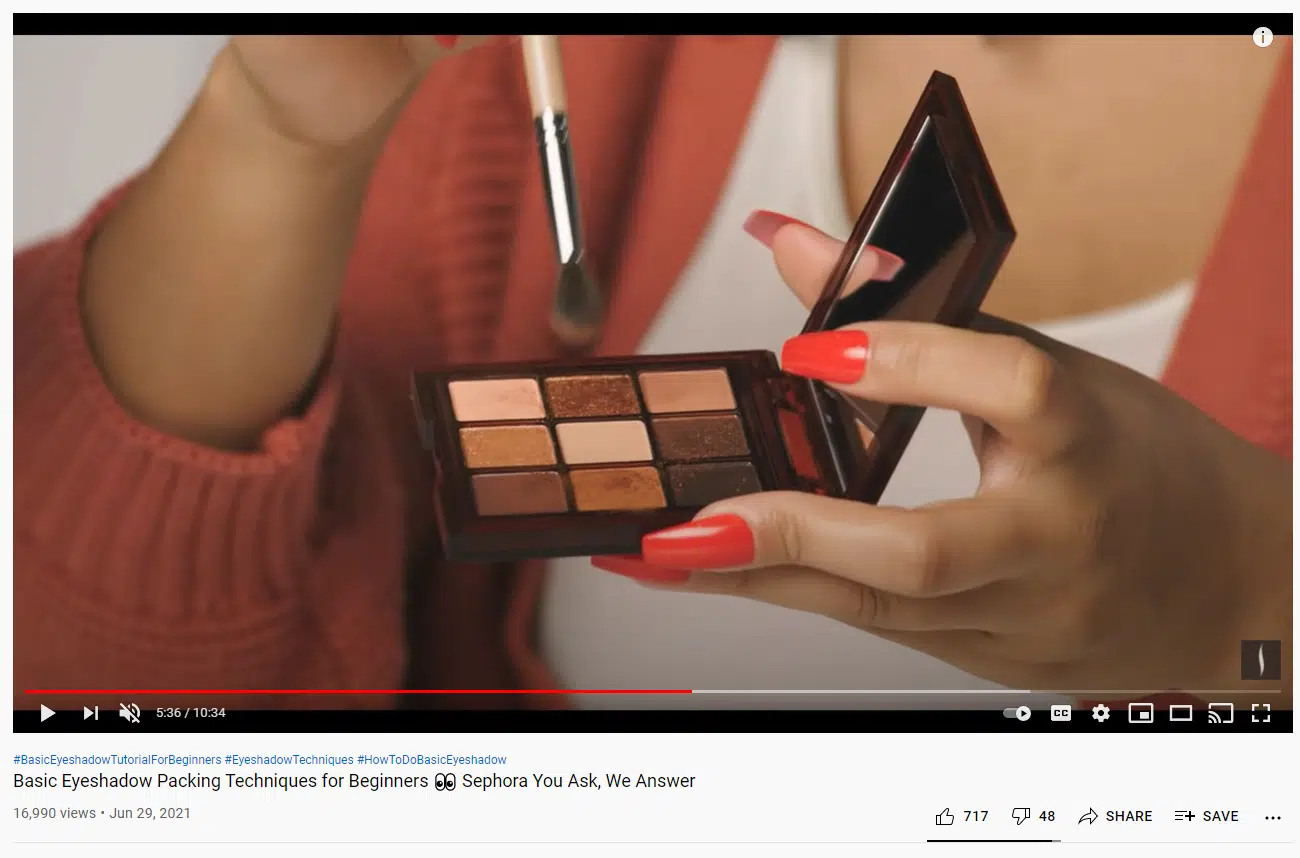 5:36 / 10:34
CC
#BasicEyeshadowTutorialForBeginners #EyeshadowTechniques #HowToDoBasicEyeshadow
Basic Eyeshadow Packing Techniques for Beginners 👀 Sephora You Ask, We Answer
16,990 views • Jun 29, 2021
717 48 SHARE SAVE